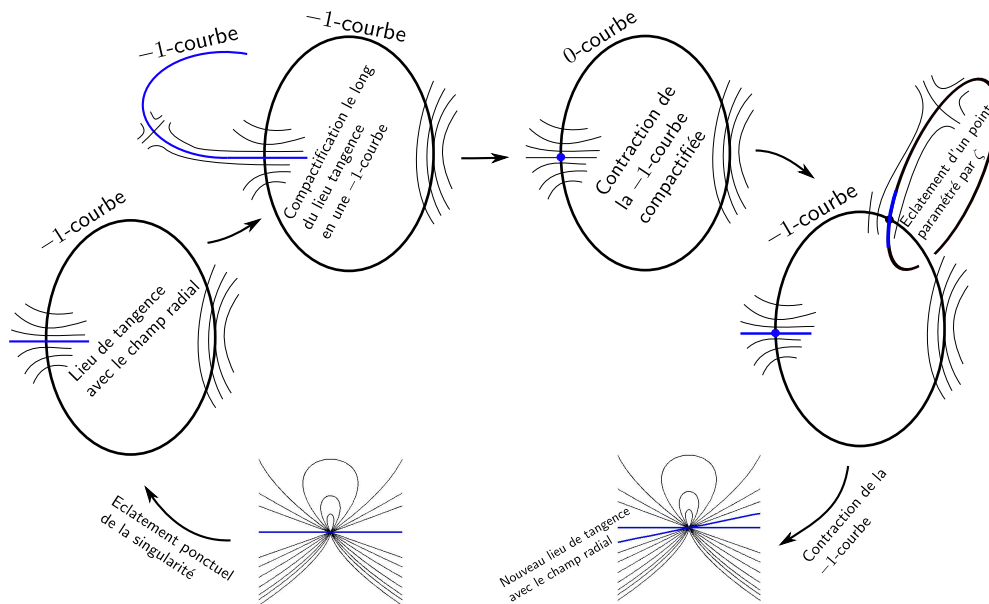 −1-courbe
−1-courbe
Compactification le long
du lieu tangence
en une −1-courbe
0-courbe
Contraction de
la −1-courbe
compactifiée
−1-courbe
Eclatement d'un point
paramétré par ζ
−1-courbe
Lieu de tangence
avec le champ radial
Eclatement ponctuel
de la singularité
Nouveau lieu de tangence
avec le champ radial
Contraction de la
−1-courbe